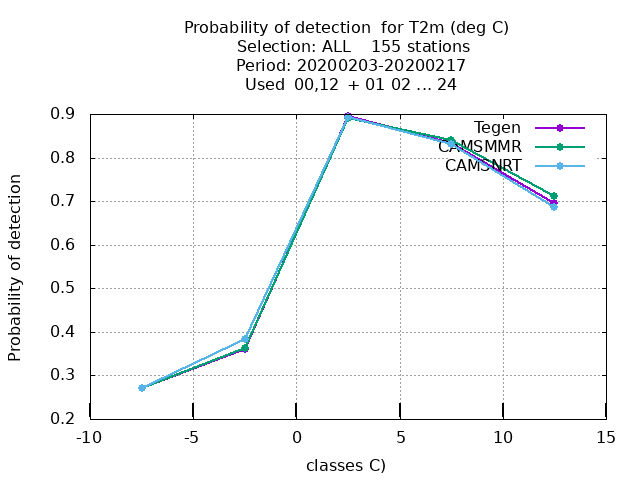 Probability of detection for T2m (deg C)
Selection: ALL 155 stations
Period: 20200203-20200217
Used 00,12 + 01 02 ... 24
Tegen
CAMSMMR
CAMSNRT
Probability of detection
0.9
0.8
0.7
0.6
0.5
0.4
0.3
0.2
-10 -5 0 5 10 15
classes C)